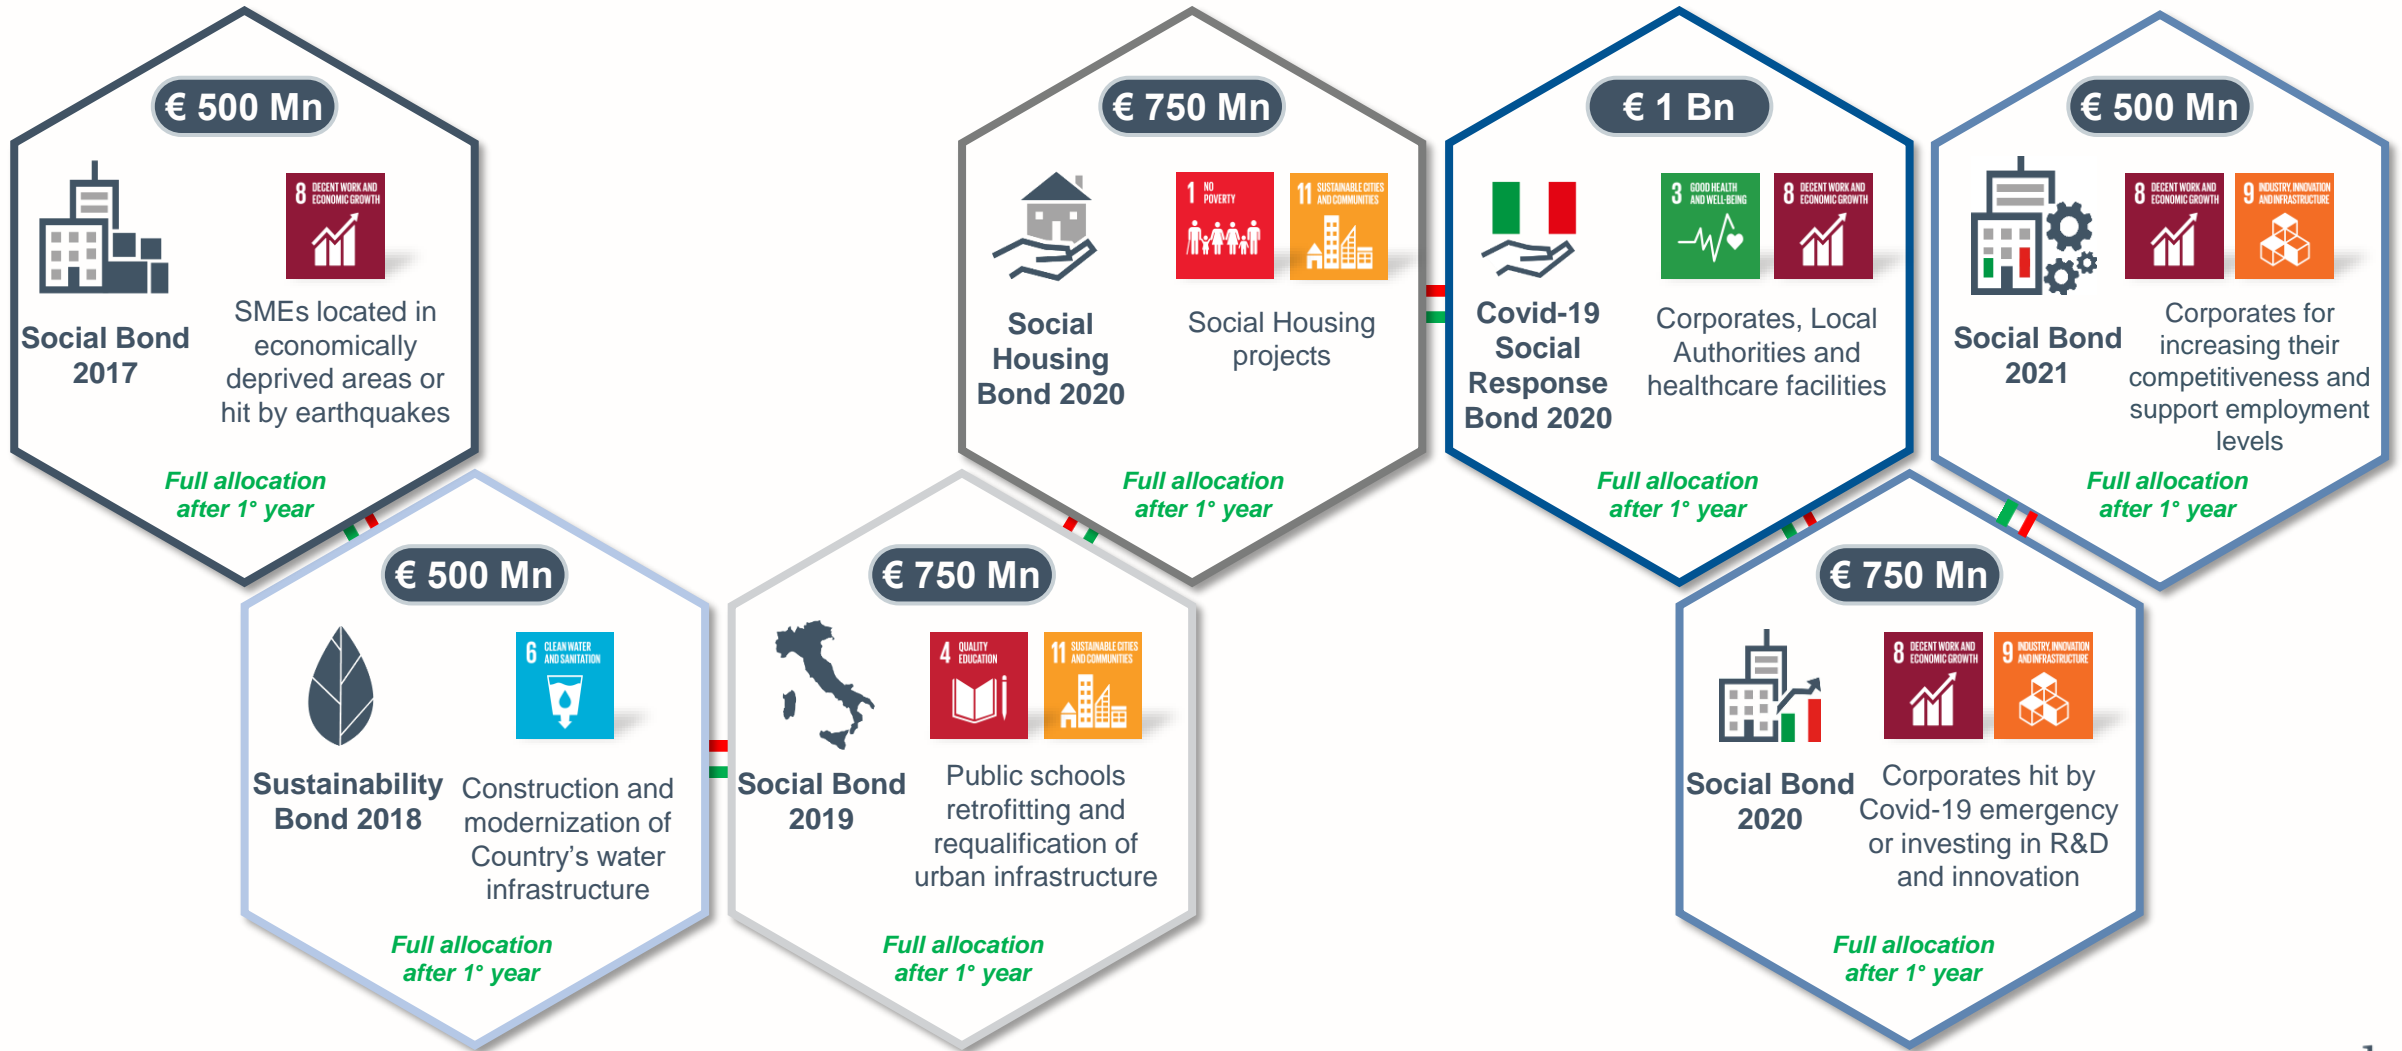 € 500 Mn
8 DECENT WORK AND
ECONOMIC GROWTH
Social Bond
2017
SMEs located in
economically
deprived areas or
hit by earthquakes
Full allocation
after 1° year
€ 500 Mn
6 CLEAN WATER
AND SANITATION
Sustainability
Bond 2018
Construction and
modernization of
Country’s water
infrastructure
Full allocation
after 1° year
€ 750 Mn
4 QUALITY
EDUCATION
11 SUSTAINABLE CITIES
AND COMMUNITIES
Social Bond
2019
Public schools
retrofitting and
requalification of
urban infrastructure
Full allocation
after 1° year
€ 750 Mn
1 NO
POVERTY
11 SUSTAINABLE CITIES
AND COMMUNITIES
Social
Housing
Bond 2020
Social Housing
projects
Full allocation
after 1° year
€ 1 Bn
3 GOOD HEALTH
AND WELL-BEING
8 DECENT WORK AND
ECONOMIC GROWTH
Covid-19
Social
Response
Bond 2020
Corporates, Local
Authorities and
healthcare facilities
Full allocation
after 1° year
€ 750 Mn
8 DECENT WORK AND
ECONOMIC GROWTH
9 INDUSTRY, INNOVATION
AND INFRASTRUCTURE
Social Bond
2020
Corporates hit by
Covid-19 emergency
or investing in R&D
and innovation
Full allocation
after 1° year
€ 500 Mn
8 DECENT WORK AND
ECONOMIC GROWTH
9 INDUSTRY, INNOVATION
AND INFRASTRUCTURE
Social Bond
2021
Corporates for
increasing their
competitiveness and
support employment
levels
Full allocation
after 1° year